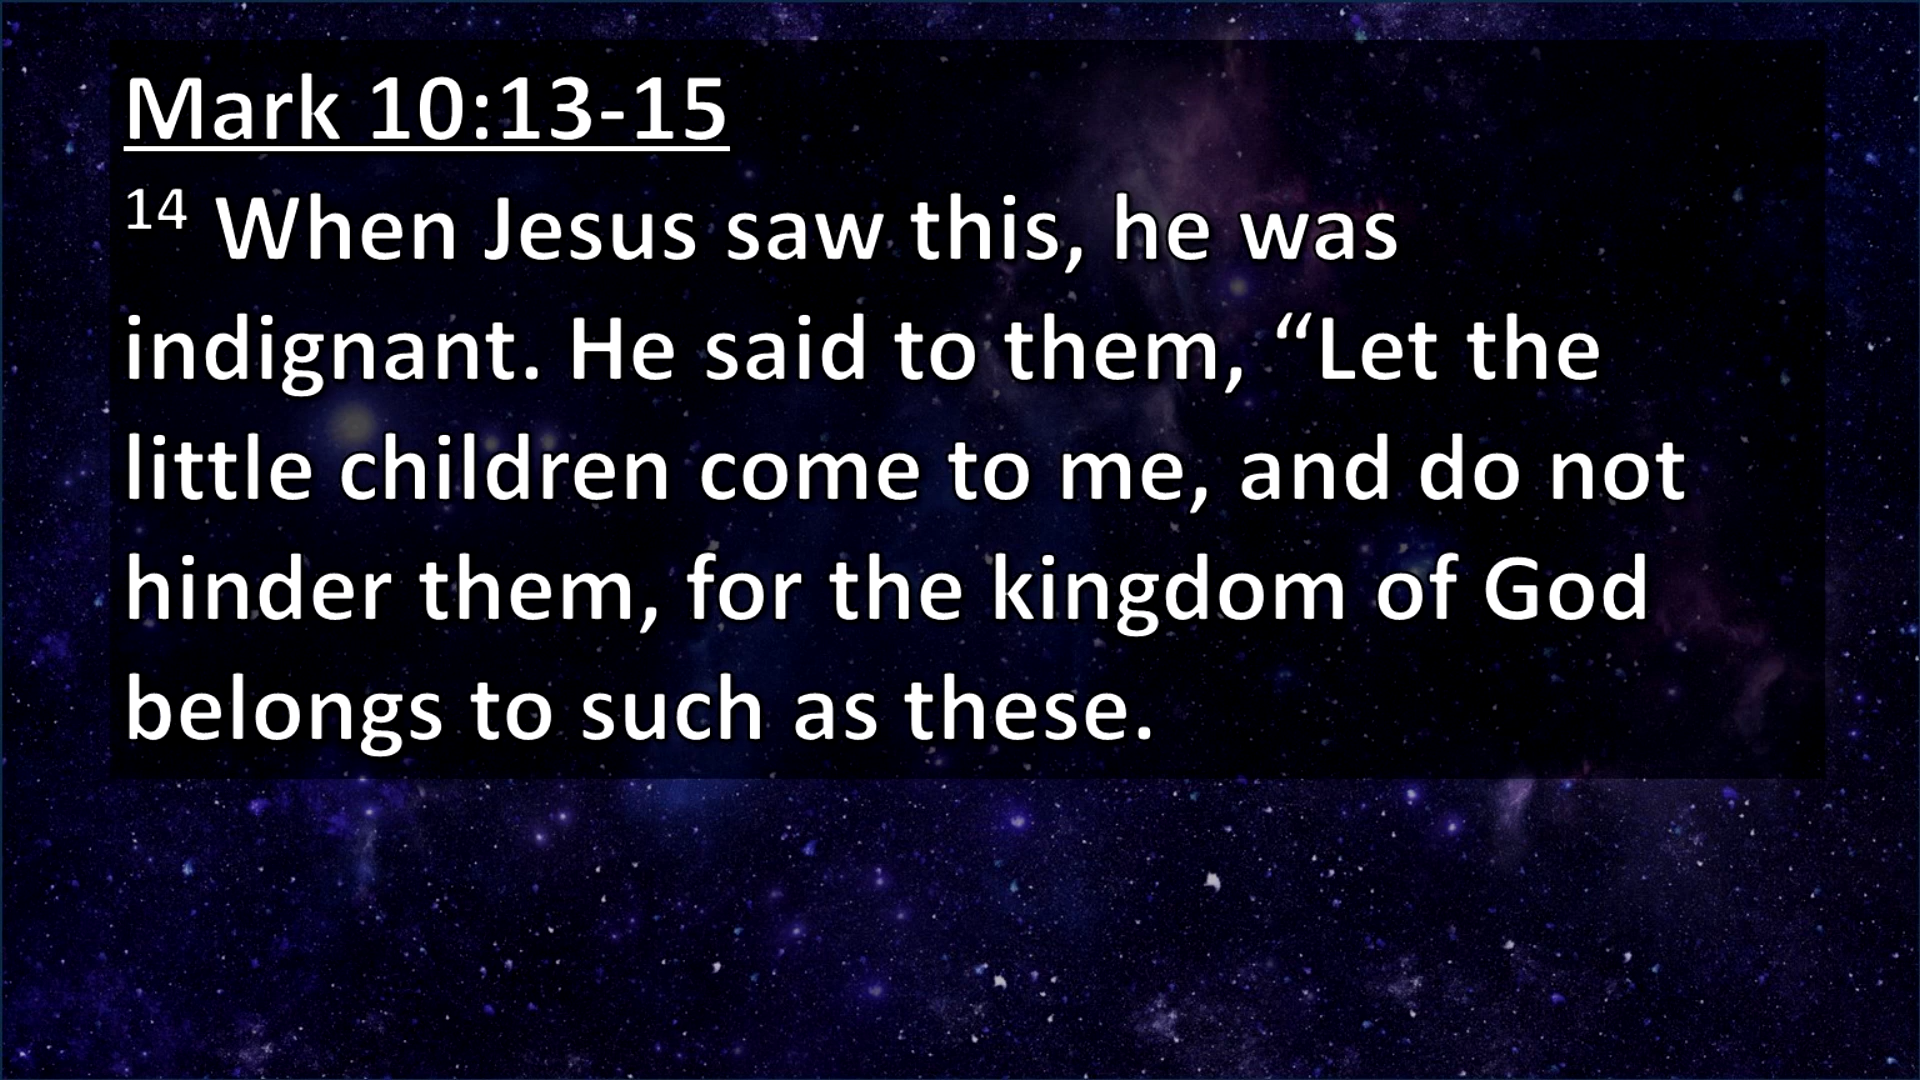 Mark 10:13-15
14 When Jesus saw this, he was
indignant. He said to them, “Let the
little children come to me, and do not
hinder them, for the kingdom of God
belongs to such as these.